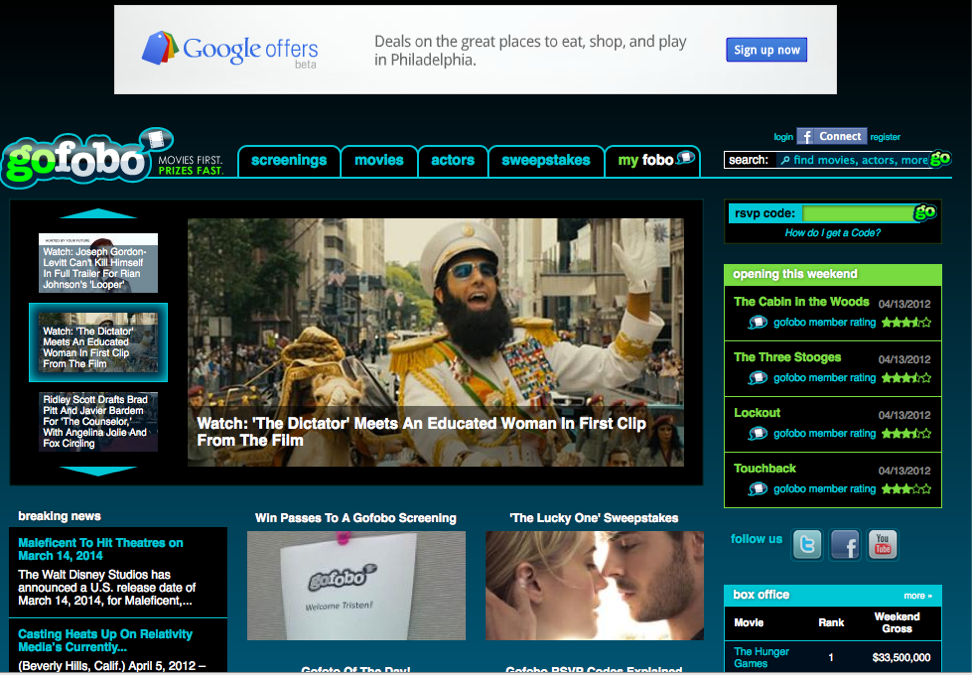 Google offers
beta
Deals on the great places to eat, shop, and play
in Philadelphia.
Sign up now
login
f Connect
register
gofobo
MOVIES FIRST.
PRIZES FAST.
screenings
movies
actors
sweepstakes
my fobo
search:
find movies, actors, more
go
Watch: Joseph Gordon-
Levitt Can't Kill Himself
In Full Trailer For Rian
Johnson's 'Looper'
Watch: 'The Dictator'
Meets An Educated
Woman In First Clip
From The Film
Ridley Scott Drafts Brad
Pitt And Javier Bardem
For 'The Counselor,'
With Angelina Jolie And
Fox Circling
Watch: 'The Dictator' Meets An Educated Woman In First Clip
From The Film
rsvp code:
go
How do I get a Code?
opening this weekend
The Cabin in the Woods 04/13/2012
gofobo member rating
The Three Stooges 04/13/2012
gofobo member rating
Lockout 04/13/2012
gofobo member rating
Touchback 04/13/2012
gofobo member rating
follow us
t
f
You
Tube
box office
more »
Movie Rank Weekend
Gross
The Hunger
Games
1 $33,500,000
breaking news
Maleficent To Hit Theatres on
March 14, 2014
The Walt Disney Studios has
announced a U.S. release date of
March 14, 2014, for Maleficent,...
Casting Heats Up On Relativity
Media's Currently...
(Beverly Hills, Calif.) April 5, 2012 –
Win Passes To A Gofobo Screening
gofobo
Welcome Tristen!
'The Lucky One' Sweepstakes
Gofoto Of The Day!
Gofobo RSVP Codes Explained